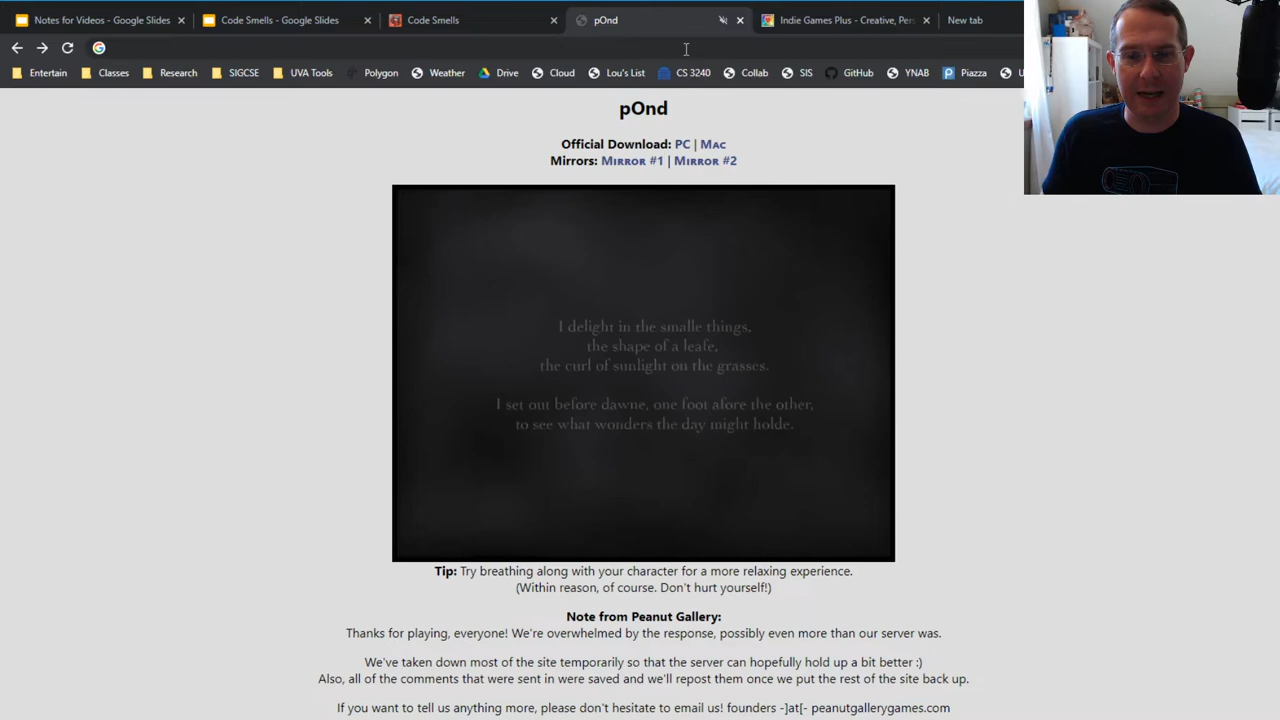 Notes for Videos - Google Slides
Code Smells - Google Slides
Code Smells
pOnd
Indie Games Plus - Creative, Pers
New tab
Entertain
Classes
Research
SIGCSE
UVA Tools
Polygon
Weather
Drive
Cloud
Lou's List
CS 3240
Collab
SIS
GitHub
YNAB
Piazza
pOnd
Official Download: PC | Mac
Mirrors: Mirror #1 | Mirror #2
I delight in the smalle things,
the shape of a leafe,
the curl of sunlight on the grasses.
I set out before dawne, one foot afore the other,
to see what wonders the day might holde.
Tip: Try breathing along with your character for a more relaxing experience.
(Within reason, of course. Don't hurt yourself!)
Note from Peanut Gallery:
Thanks for playing, everyone! We're overwhelmed by the response, possibly even more than our server was.
We've taken down most of the site temporarily so that the server can hopefully hold up a bit better :)
Also, all of the comments that were sent in were saved and we'll repost them once we put the rest of the site back up.
If you want to tell us anything more, please don't hesitate to email us! founders -]at[- peanutgallerygames.com